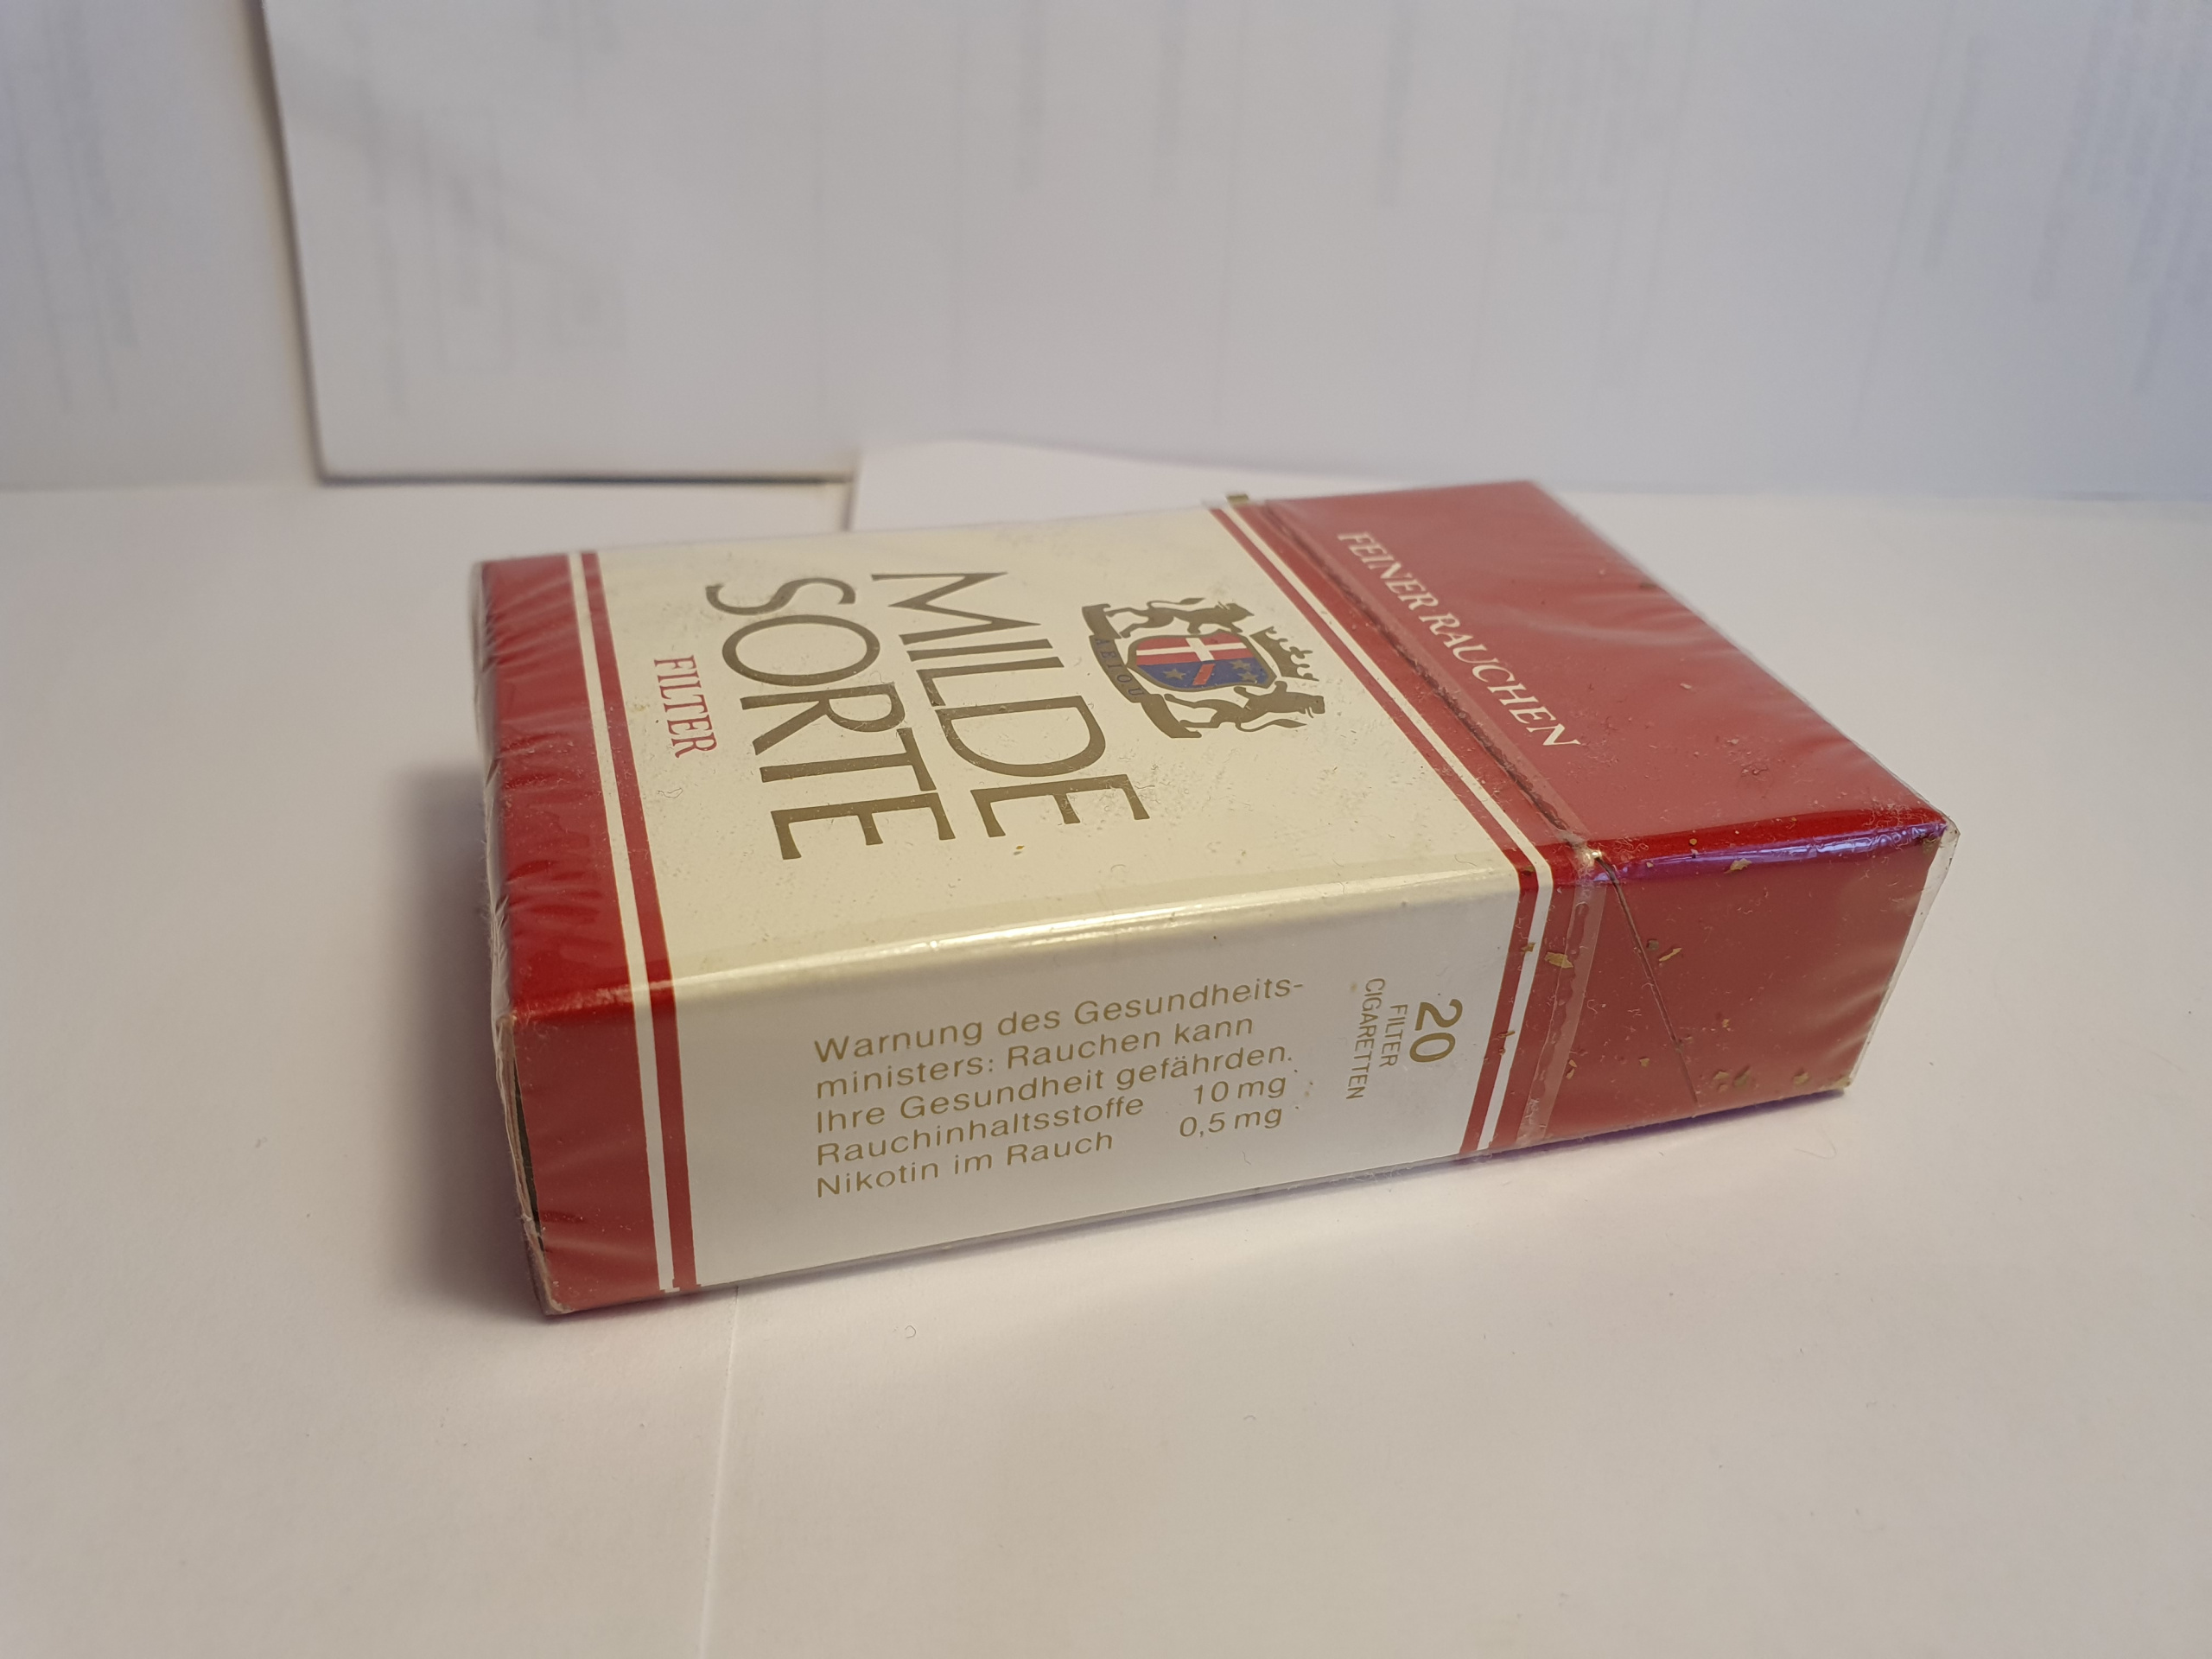 FEINER RAUCHEN
AEIOU
MILDE
SORTE
FILTER
20
FILTER
CIGARETTEN
Warnung des Gesundheits-
ministers: Rauchen kann
Ihre Gesundheit gefährden.
Rauchinhaltsstoffe 10 mg
Nikotin im Rauch 0,5 mg